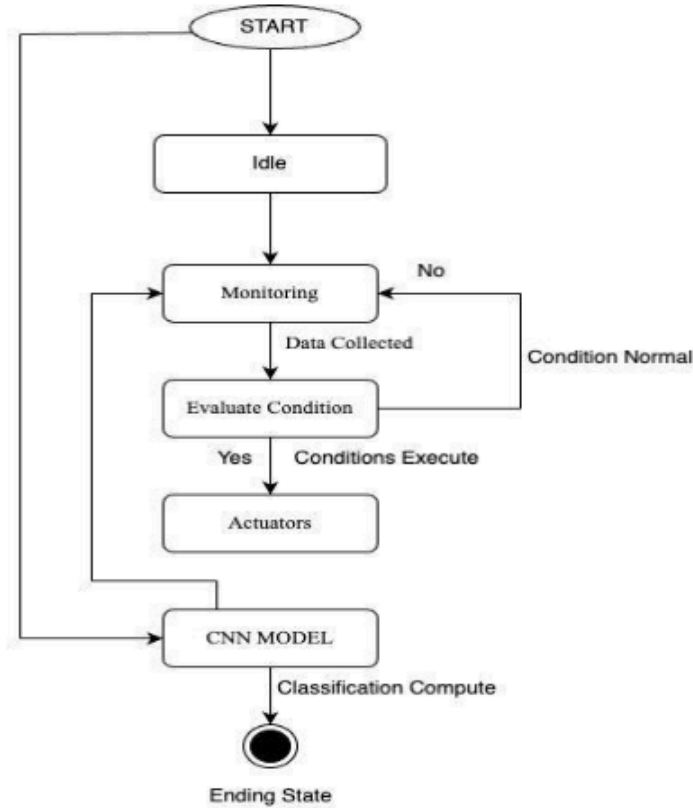 START
Idle
No
Monitoring
Data Collected
Condition Normal
Evaluate Condition
Yes Conditions Execute
Actuators
CNN MODEL
Classification Compute
Ending State